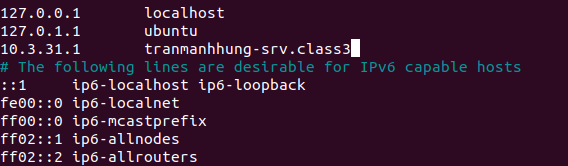 127.0.0.1 localhost
127.0.1.1 ubuntu
10.3.31.1 tranmanhhung-srv.class3
# The following lines are desirable for IPv6 capable hosts
::1 ip6-localhost ip6-loopback
fe00::0 ip6-localnet
ff00::0 ip6-mcastprefix
ff02::1 ip6-allnodes
ff02::2 ip6-allrouters